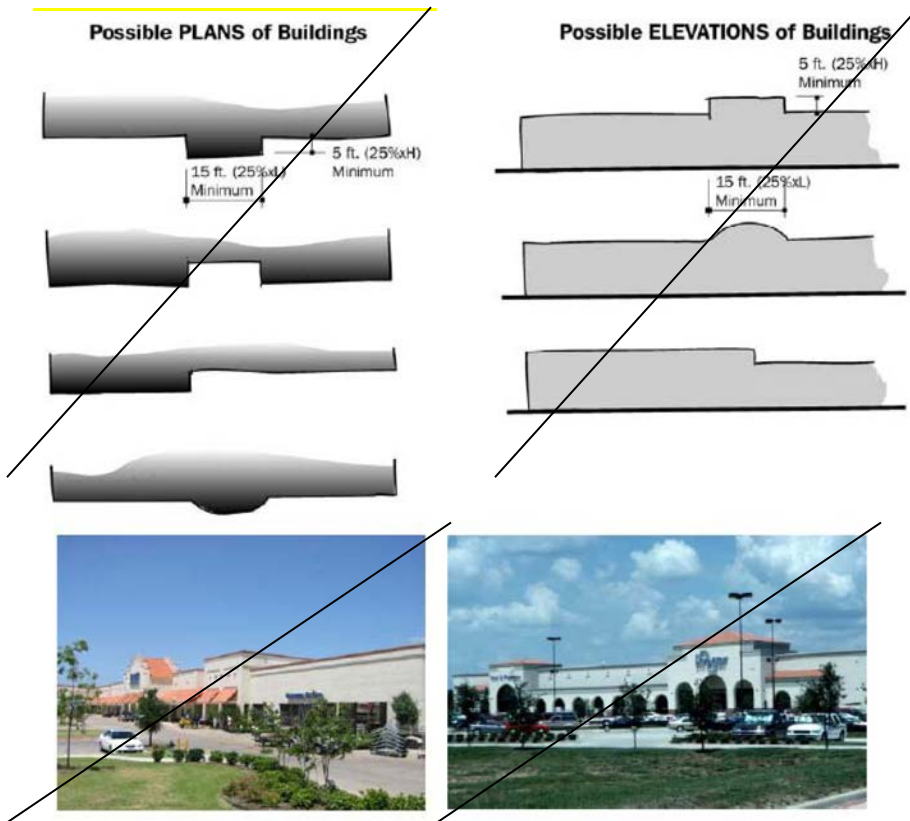 Possible PLANS of Buildings
5 ft. (25%xH)
Minimum
15 ft. (25%xL)
Minimum
Possible ELEVATIONS of Buildings
5 ft. (25%xH)
Minimum
15 ft. (25%xL)
Minimum
Kroger